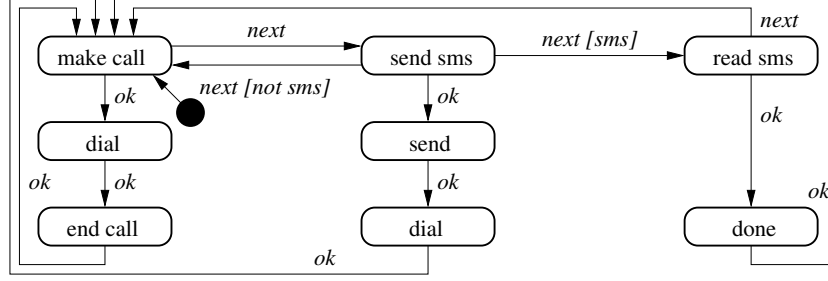 next
next
next [sms]
make call
send sms
read sms
next [not sms]
ok
ok
ok
dial
send
ok
ok
ok
ok
end call
dial
done
ok